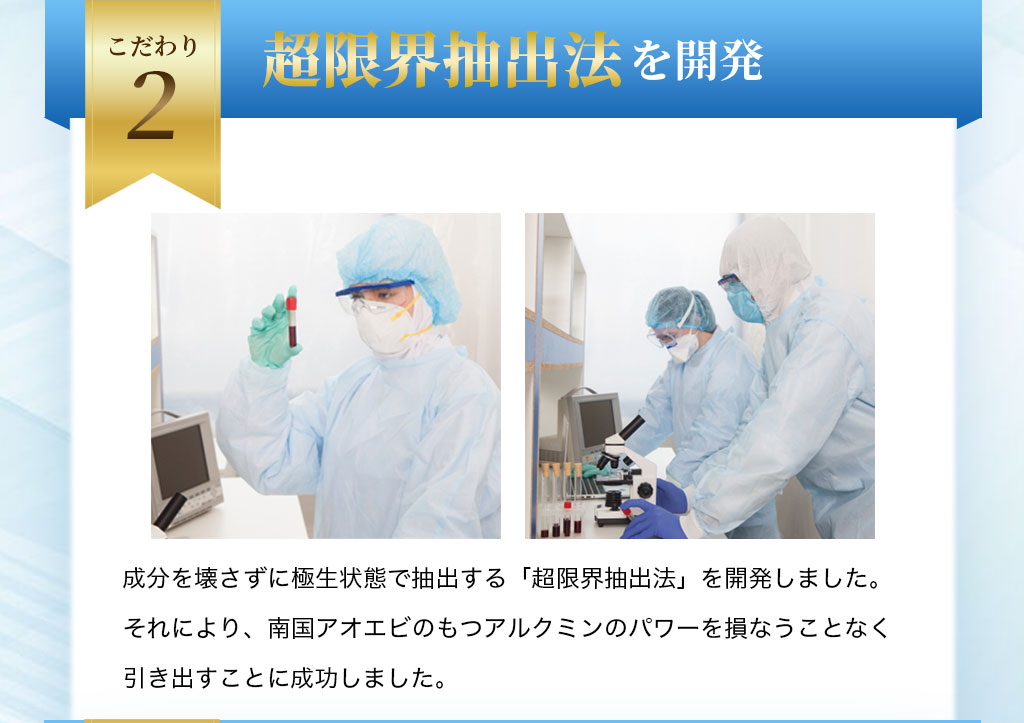 こだわり
2
超限界抽出法を開発
成分を壊さずに極生状態で抽出する「超限界抽出法」を開発しました。
それにより、南国アオエビのもつアルクミンのパワーを損なうことなく
引き出すことに成功しました。